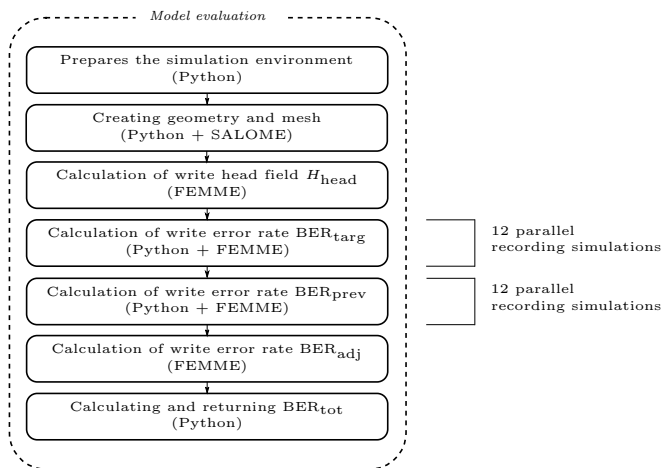 Model evaluation
Prepares the simulation environment
(Python)
Creating geometry and mesh
(Python + SALOME)
Calculation of write head field H_head
(FEMME)
Calculation of write error rate BER_targ
(Python + FEMME)
12 parallel
recording simulations
Calculation of write error rate BER_prev
(Python + FEMME)
12 parallel
recording simulations
Calculation of write error rate BER_adj
(FEMME)
Calculating and returning BER_tot
(Python)